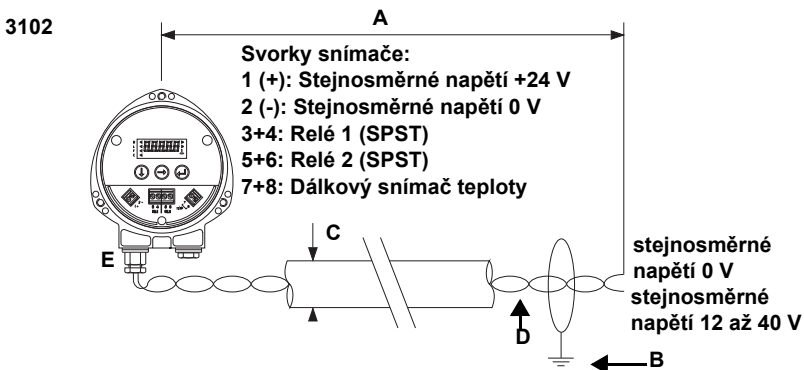 3102
A
Svorky snímače:
1 (+): Stejnosměrné napětí +24 V
2 (-): Stejnosměrné napětí 0 V
3+4: Relé 1 (SPST)
5+6: Relé 2 (SPST)
7+8: Dálkový snímač teploty
C
E
stejnosměrné
napětí 0 V
stejnosměrné
napětí 12 až 40 V
D
B